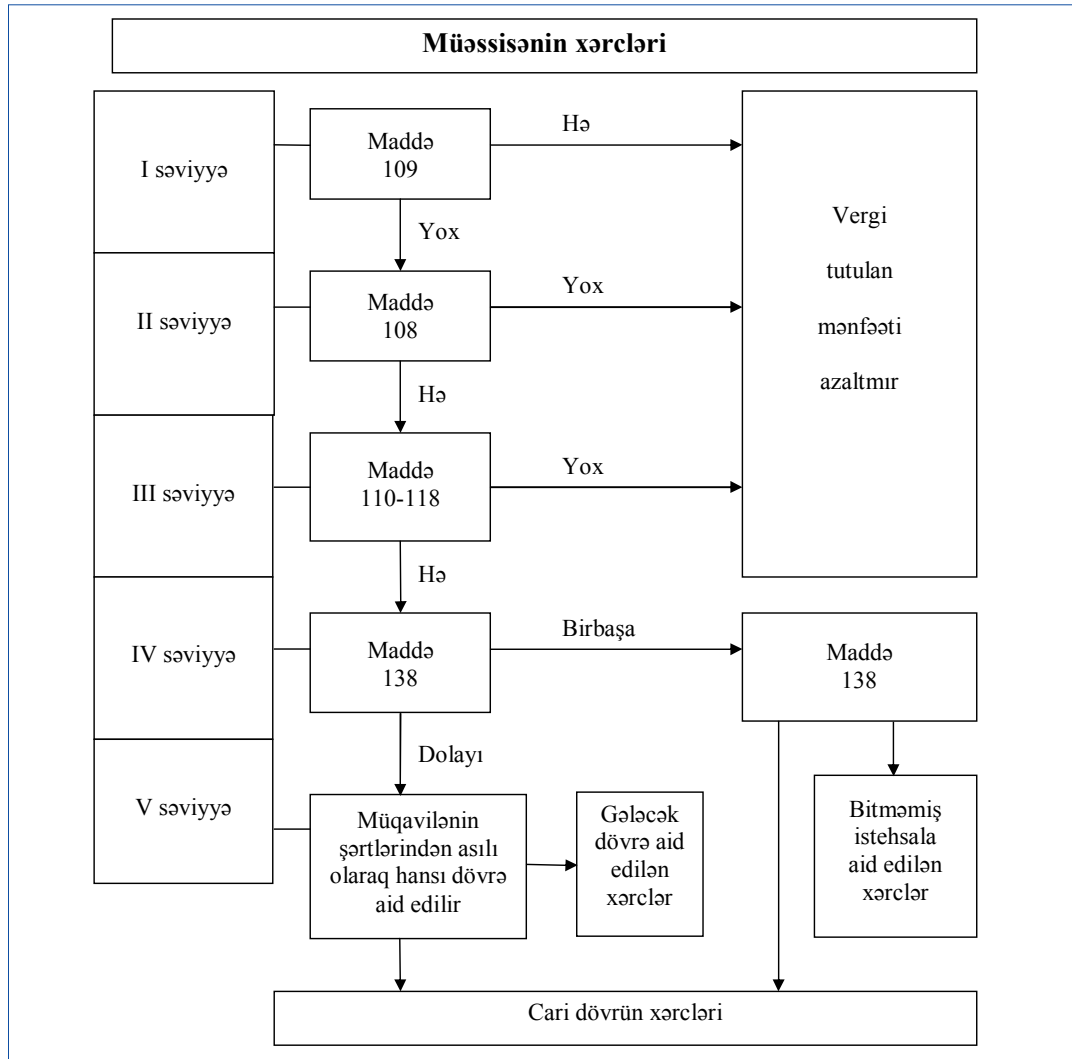 Müəssisənin xərcləri
I səviyyə
Maddə
109
Hə
Vergi
tutulan
mənfəəti
azaltmır
Yox
II səviyyə
Maddə
108
Yox
Hə
III səviyyə
Maddə
110-118
Yox
Hə
IV səviyyə
Maddə
138
Birbaşa
Maddə
138
Dolayı
V səviyyə
Müqavilənin
şərtlərindən asılı
olaraq hansı dövrə
aid edilir
Gələcək
dövrə aid
edilən
xərclər
Bitməmiş
istehsala
aid edilən
xərclər
Cari dövrün xərcləri